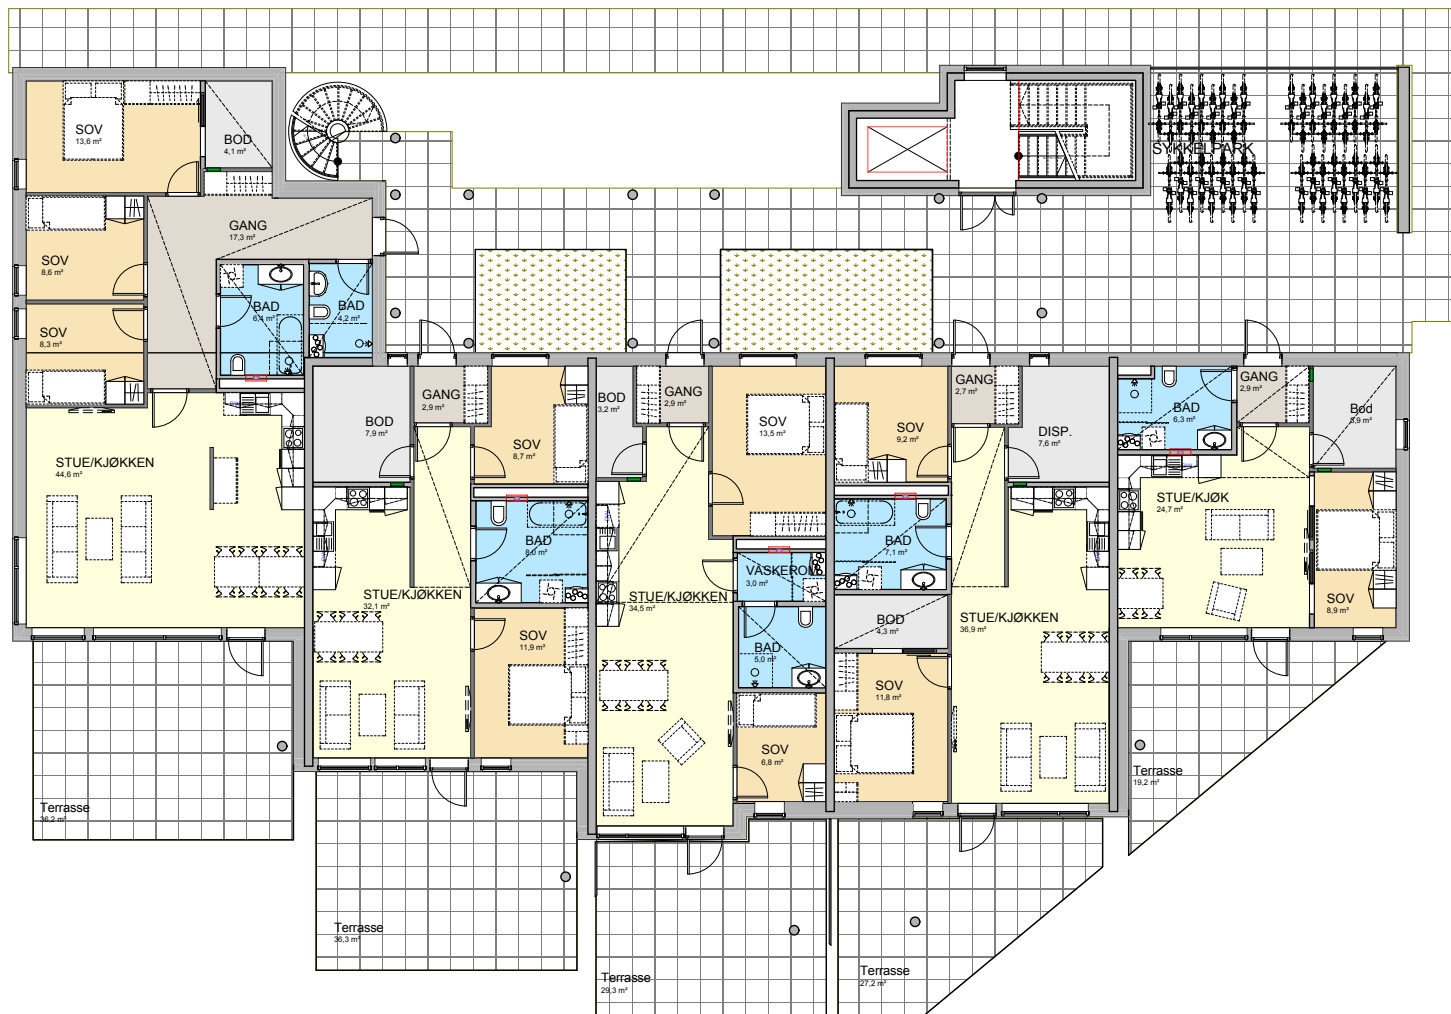 SOV
13,6 m²
BOD
4,1 m²
SYKKELPARK
GANG
17,3 m²
SOV
8,6 m²
BAD
6,4 m²
BAD
4,2 m²
SOV
8,3 m²
STUE/KJØKKEN
44,6 m²
Terrasse
36,2 m²
GANG
2,9 m²
BOD
7,9 m²
SOV
8,7 m²
BAD
8,0 m²
STUE/KJØKKEN
32,1 m²
SOV
11,9 m²
Terrasse
36,3 m²
BOD
3,2 m²
GANG
2,9 m²
SOV
13,5 m²
VASKEROM
3,0 m²
STUE/KJØKKEN
34,5 m²
BAD
5,0 m²
SOV
6,8 m²
Terrasse
29,3 m²
SOV
9,2 m²
GANG
2,7 m²
DISP.
7,6 m²
BAD
7,1 m²
BOD
4,3 m²
STUE/KJØKKEN
36,9 m²
SOV
11,8 m²
Terrasse
27,2 m²
BAD
6,3 m²
GANG
2,9 m²
Bod
STUE/KJØK
24,7 m²
SOV
8,9 m²
Terrasse
19,2 m²